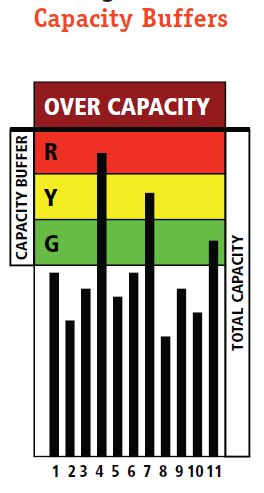 Capacity Buffers
OVER CAPACITY
CAPACITY BUFFER
R
Y
G
TOTAL CAPACITY
1 2 3 4 5 6 7 8 9 10 11